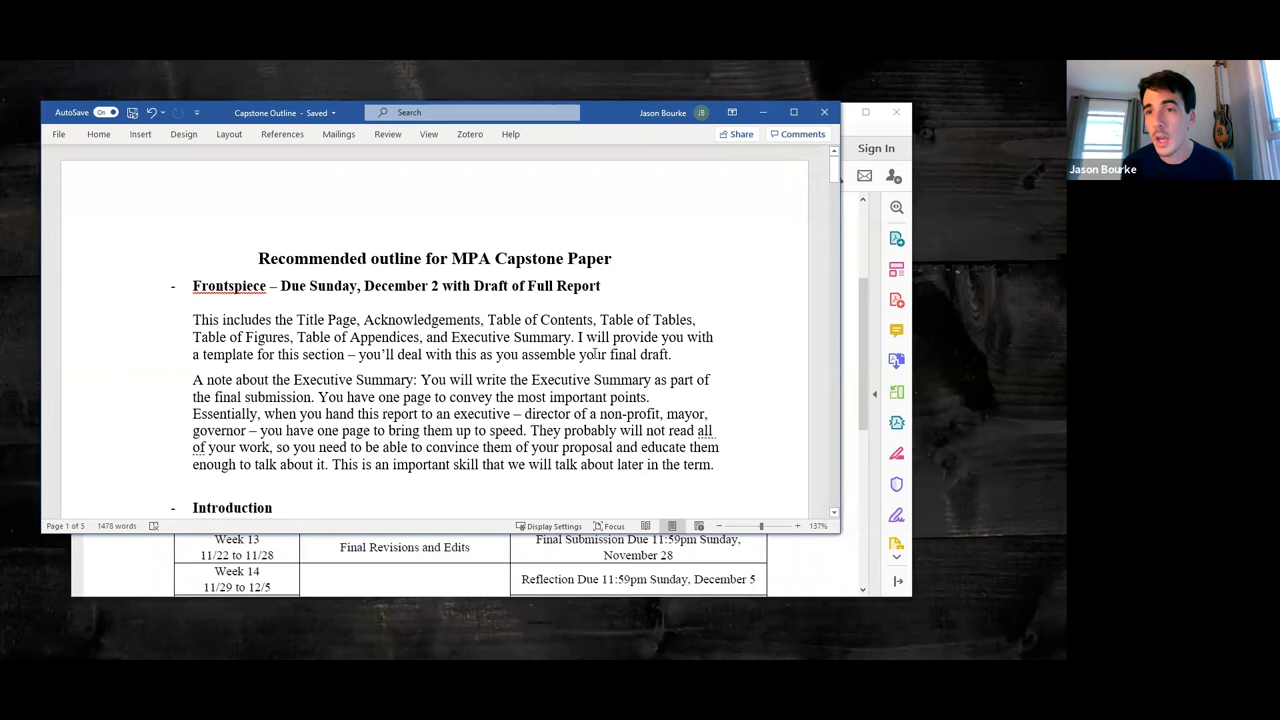 AutoSave On
Capstone Outline - Saved
Search
Jason Bourke JB
File Home Insert Design Layout References Mailings Review View Zotero Help Share Comments
Sign In
Recommended outline for MPA Capstone Paper
- Frontspiece – Due Sunday, December 2 with Draft of Full Report
This includes the Title Page, Acknowledgements, Table of Contents, Table of Tables,
Table of Figures, Table of Appendices, and Executive Summary. I will provide you with
a template for this section – you’ll deal with this as you assemble your final draft.
A note about the Executive Summary: You will write the Executive Summary as part of
the final submission. You have one page to convey the most important points.
Essentially, when you hand this report to an executive – director of a non-profit, mayor,
governor – you have one page to bring them up to speed. They probably will not read all
of your work, so you need to be able to convince them of your proposal and educate them
enough to talk about it. This is an important skill that we will talk about later in the term.
- Introduction
Page 1 of 5 1478 words Display Settings Focus 137%
Week 13
11/22 to 11/28
Final Revisions and Edits
Final Submission Due 11:59pm Sunday,
November 28
Week 14
11/29 to 12/5
Reflection Due 11:59pm Sunday, December 5
Jason Bourke